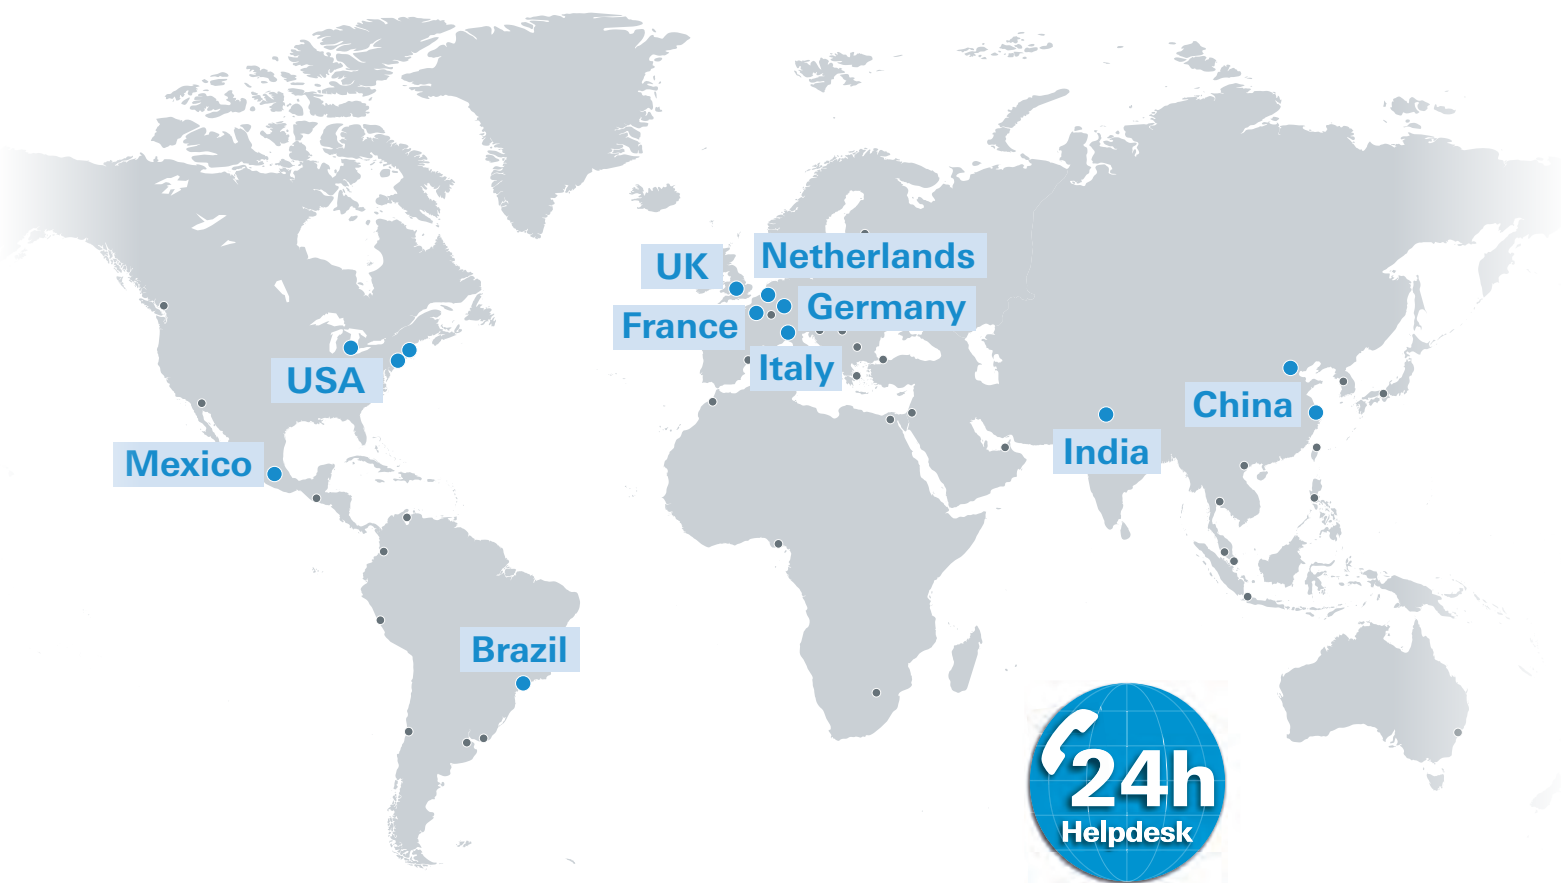 UK
Netherlands
Germany
France
Italy
USA
China
Mexico
India
Brazil
24h
Helpdesk